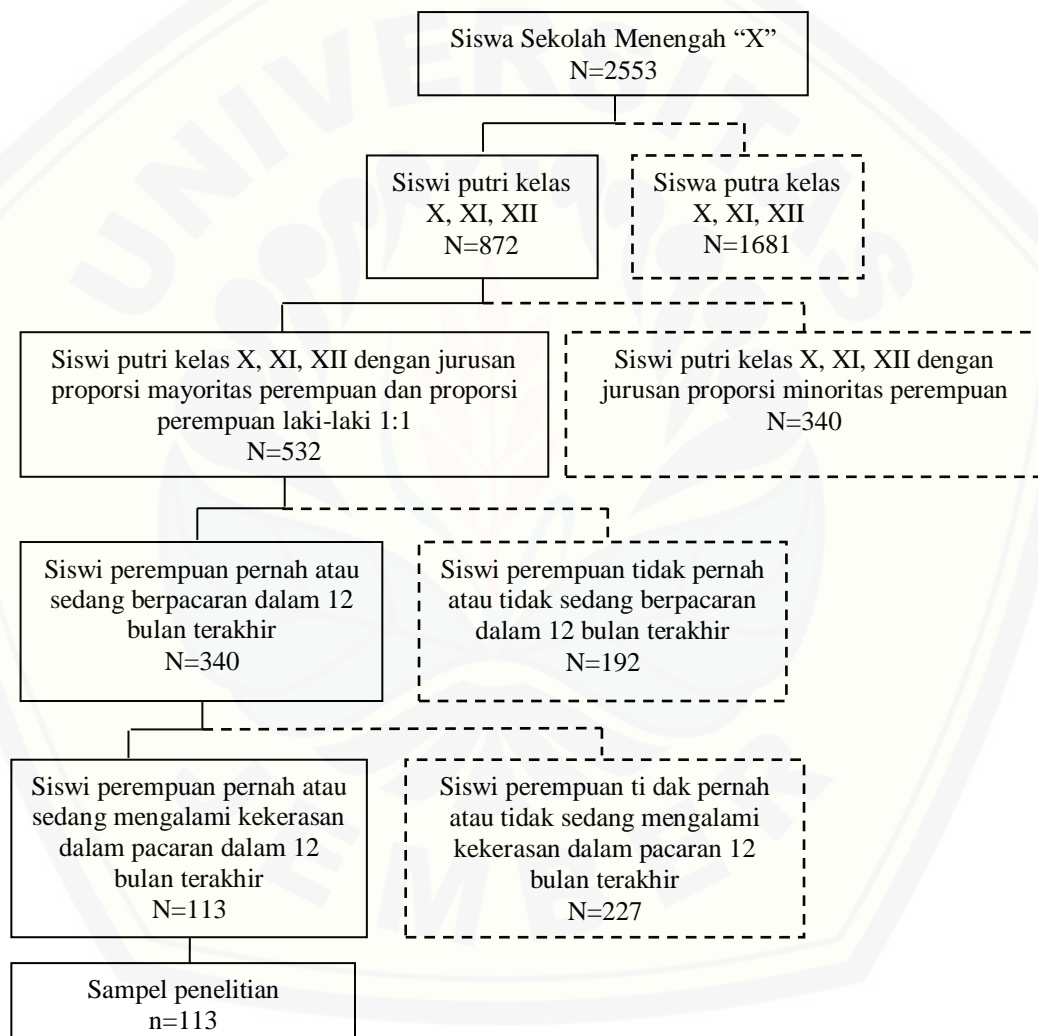 Siswa Sekolah Menengah “X”
N=2553
Siswi putri kelas
X, XI, XII
N=872
Siswa putra kelas
X, XI, XII
N=1681
Siswi putri kelas X, XI, XII dengan jurusan
proporsi mayoritas perempuan dan proporsi
perempuan laki-laki 1:1
N=532
Siswi putri kelas X, XI, XII dengan
jurusan proporsi minoritas perempuan
N=340
Siswi perempuan pernah atau
sedang berpacaran dalam 12
bulan terakhir
N=340
Siswi perempuan tidak pernah
atau tidak sedang berpacaran
dalam 12 bulan terakhir
N=192
Siswi perempuan pernah atau
sedang mengalami kekerasan
dalam pacaran dalam 12
bulan terakhir
N=113
Siswi perempuan ti dak pernah
atau tidak sedang mengalami
kekerasan dalam pacaran 12
bulan terakhir
N=227
Sampel penelitian
n=113
UNIVERSITAS
JEMBER